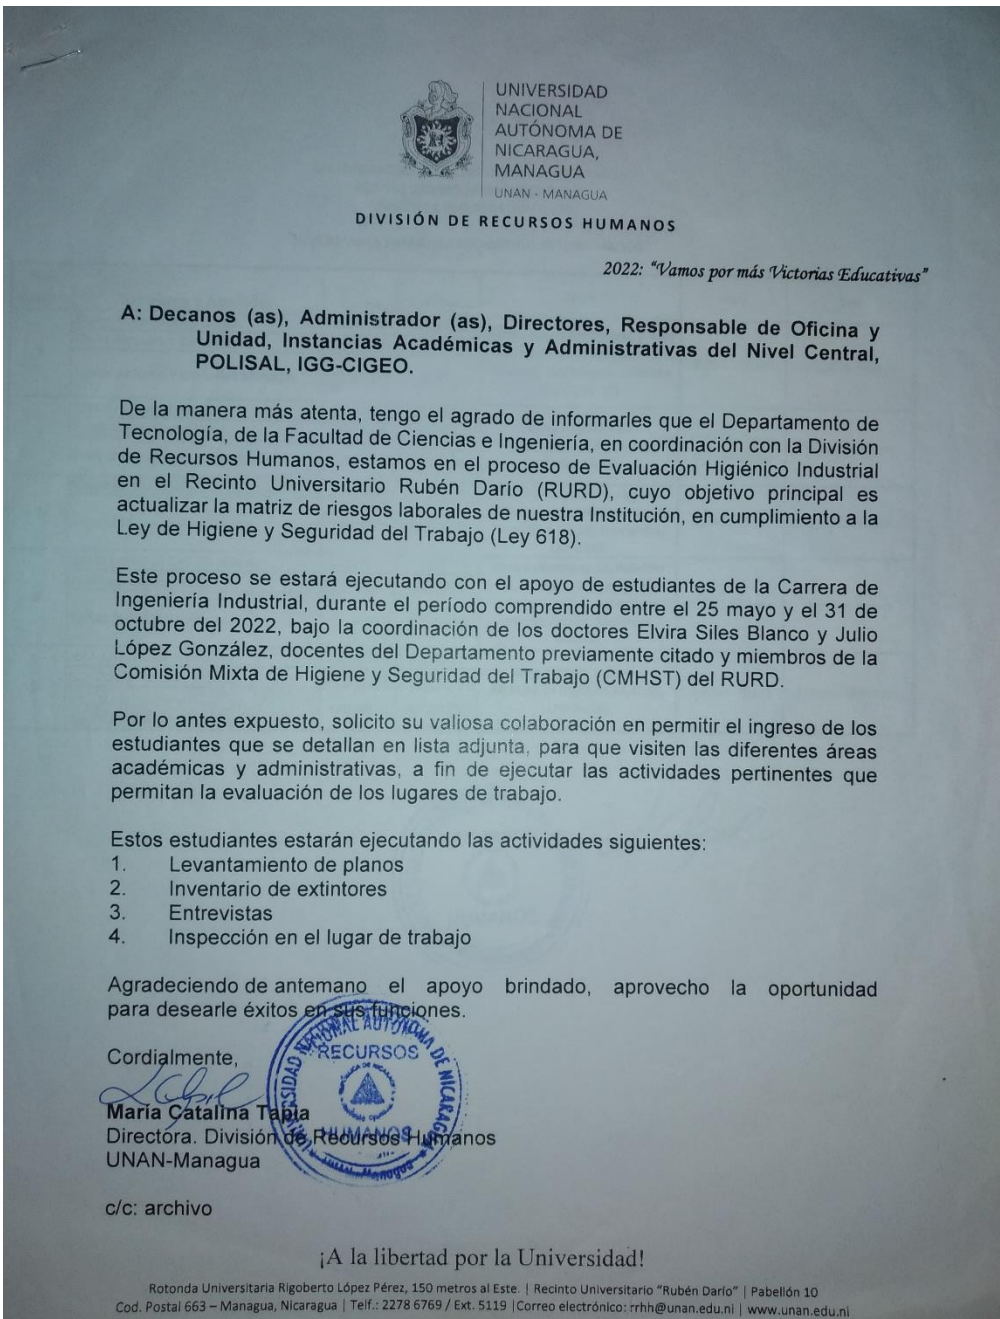 UNIVERSIDAD
NACIONAL
AUTÓNOMA DE
NICARAGUA,
MANAGUA
UNAN - MANAGUA
DIVISIÓN DE RECURSOS HUMANOS
2022: “Vamos por más Victorias Educativas”
A: Decanos (as), Administrador (as), Directores, Responsable de Oficina y
Unidad, Instancias Académicas y Administrativas del Nivel Central,
POLISAL, IGG-CIGEO.
De la manera más atenta, tengo el agrado de informarles que el Departamento de
Tecnología, de la Facultad de Ciencias e Ingeniería, en coordinación con la División
de Recursos Humanos, estamos en el proceso de Evaluación Higiénico Industrial
en el Recinto Universitario Rubén Darío (RURD), cuyo objetivo principal es
actualizar la matriz de riesgos laborales de nuestra Institución, en cumplimiento a la
Ley de Higiene y Seguridad del Trabajo (Ley 618).
Este proceso se estará ejecutando con el apoyo de estudiantes de la Carrera de
Ingeniería Industrial, durante el período comprendido entre el 25 mayo y el 31 de
octubre del 2022, bajo la coordinación de los doctores Elvira Siles Blanco y Julio
López González, docentes del Departamento previamente citado y miembros de la
Comisión Mixta de Higiene y Seguridad del Trabajo (CMHST) del RURD.
Por lo antes expuesto, solicito su valiosa colaboración en permitir el ingreso de los
estudiantes que se detallan en lista adjunta, para que visiten las diferentes áreas
académicas y administrativas, a fin de ejecutar las actividades pertinentes que
permitan la evaluación de los lugares de trabajo.
Estos estudiantes estarán ejecutando las actividades siguientes:
1. Levantamiento de planos
2. Inventario de extintores
3. Entrevistas
4. Inspección en el lugar de trabajo
Agradeciendo de antemano el apoyo brindado, aprovecho la oportunidad
para desearle éxitos en sus funciones.
Cordialmente,
María Catalina Tapia
Directora. División de Recursos Humanos
UNAN-Managua
UNIVERSIDAD NACIONAL AUTÓNOMA DE NICARAGUA
RECURSOS
HUMANOS
c/c: archivo
¡A la libertad por la Universidad!
Rotonda Universitaria Rigoberto López Pérez, 150 metros al Este. | Recinto Universitario “Rubén Darío” | Pabellón 10
Cod. Postal 663 – Managua, Nicaragua | Telf.: 2278 6769 / Ext. 5119 |Correo electrónico: rrhh@unan.edu.ni | www.unan.edu.ni